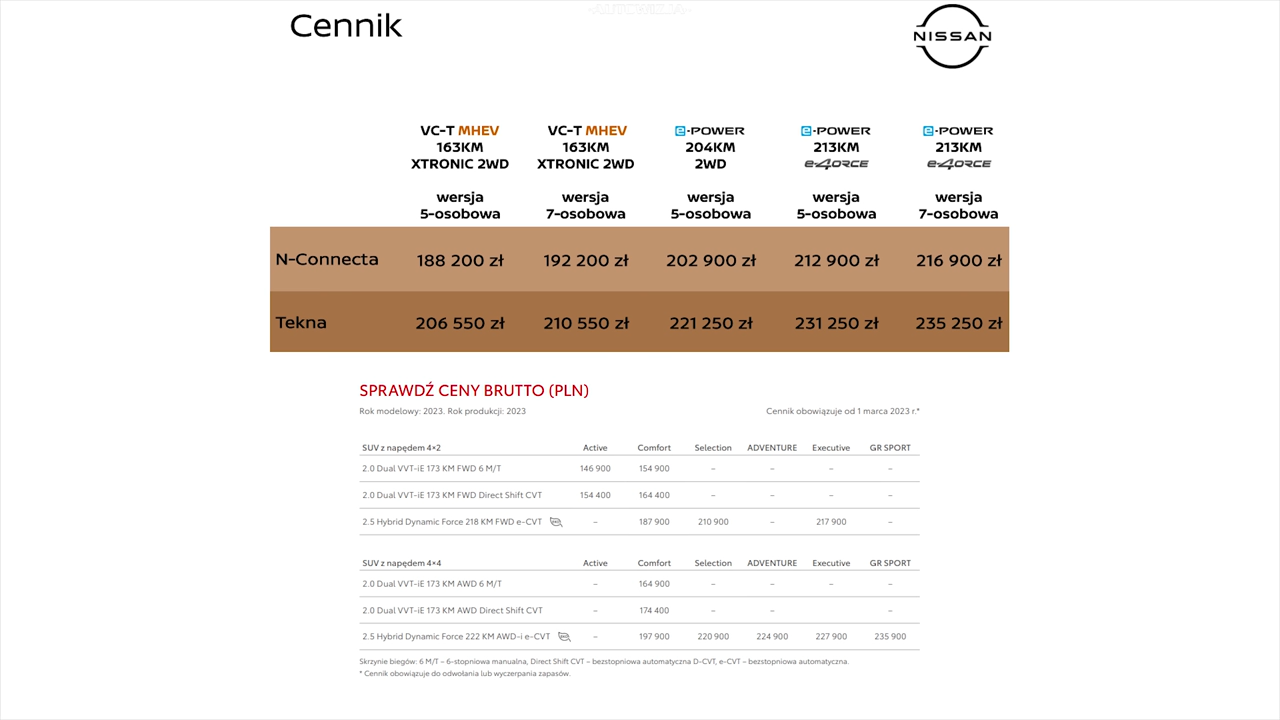 -AUTOWIZJA-
Cennik
NISSAN
VC-T MHEV VC-T MHEV e-POWER e-POWER e-POWER
163KM 163KM 204KM 213KM 213KM
XTRONIC 2WD XTRONIC 2WD 2WD e-4ORCE e-4ORCE
wersja wersja wersja wersja wersja
5-osobowa 7-osobowa 5-osobowa 5-osobowa 7-osobowa
N-Connecta 188 200 zł 192 200 zł 202 900 zł 212 900 zł 216 900 zł
Tekna 206 550 zł 210 550 zł 221 250 zł 231 250 zł 235 250 zł
SPRAWDŹ CENY BRUTTO (PLN)
Rok modelowy: 2023. Rok produkcji: 2023 Cennik obowiązuje od 1 marca 2023 r.*
SUV z napędem 4×2 Active Comfort Selection ADVENTURE Executive GR SPORT
2.0 Dual VVT-iE 173 KM FWD 6 M/T 146 900 154 900 – – – –
2.0 Dual VVT-iE 173 KM FWD Direct Shift CVT 154 400 164 400 – – – –
2.5 Hybrid Dynamic Force 218 KM FWD e-CVT – 187 900 210 900 – 217 900 –
SUV z napędem 4×4 Active Comfort Selection ADVENTURE Executive GR SPORT
2.0 Dual VVT-iE 173 KM AWD 6 M/T – 164 900 – – – –
2.0 Dual VVT-iE 173 KM AWD Direct Shift CVT – 174 400 – – –
2.5 Hybrid Dynamic Force 222 KM AWD-i e-CVT – 197 900 220 900 224 900 227 900 235 900
Skrzynie biegów: 6 M/T – 6-stopniowa manualna, Direct Shift CVT – bezstopniowa automatyczna D-CVT, e-CVT – bezstopniowa automatyczna.
* Cennik obowiązuje do odwołania lub wyczerpania zapasów.